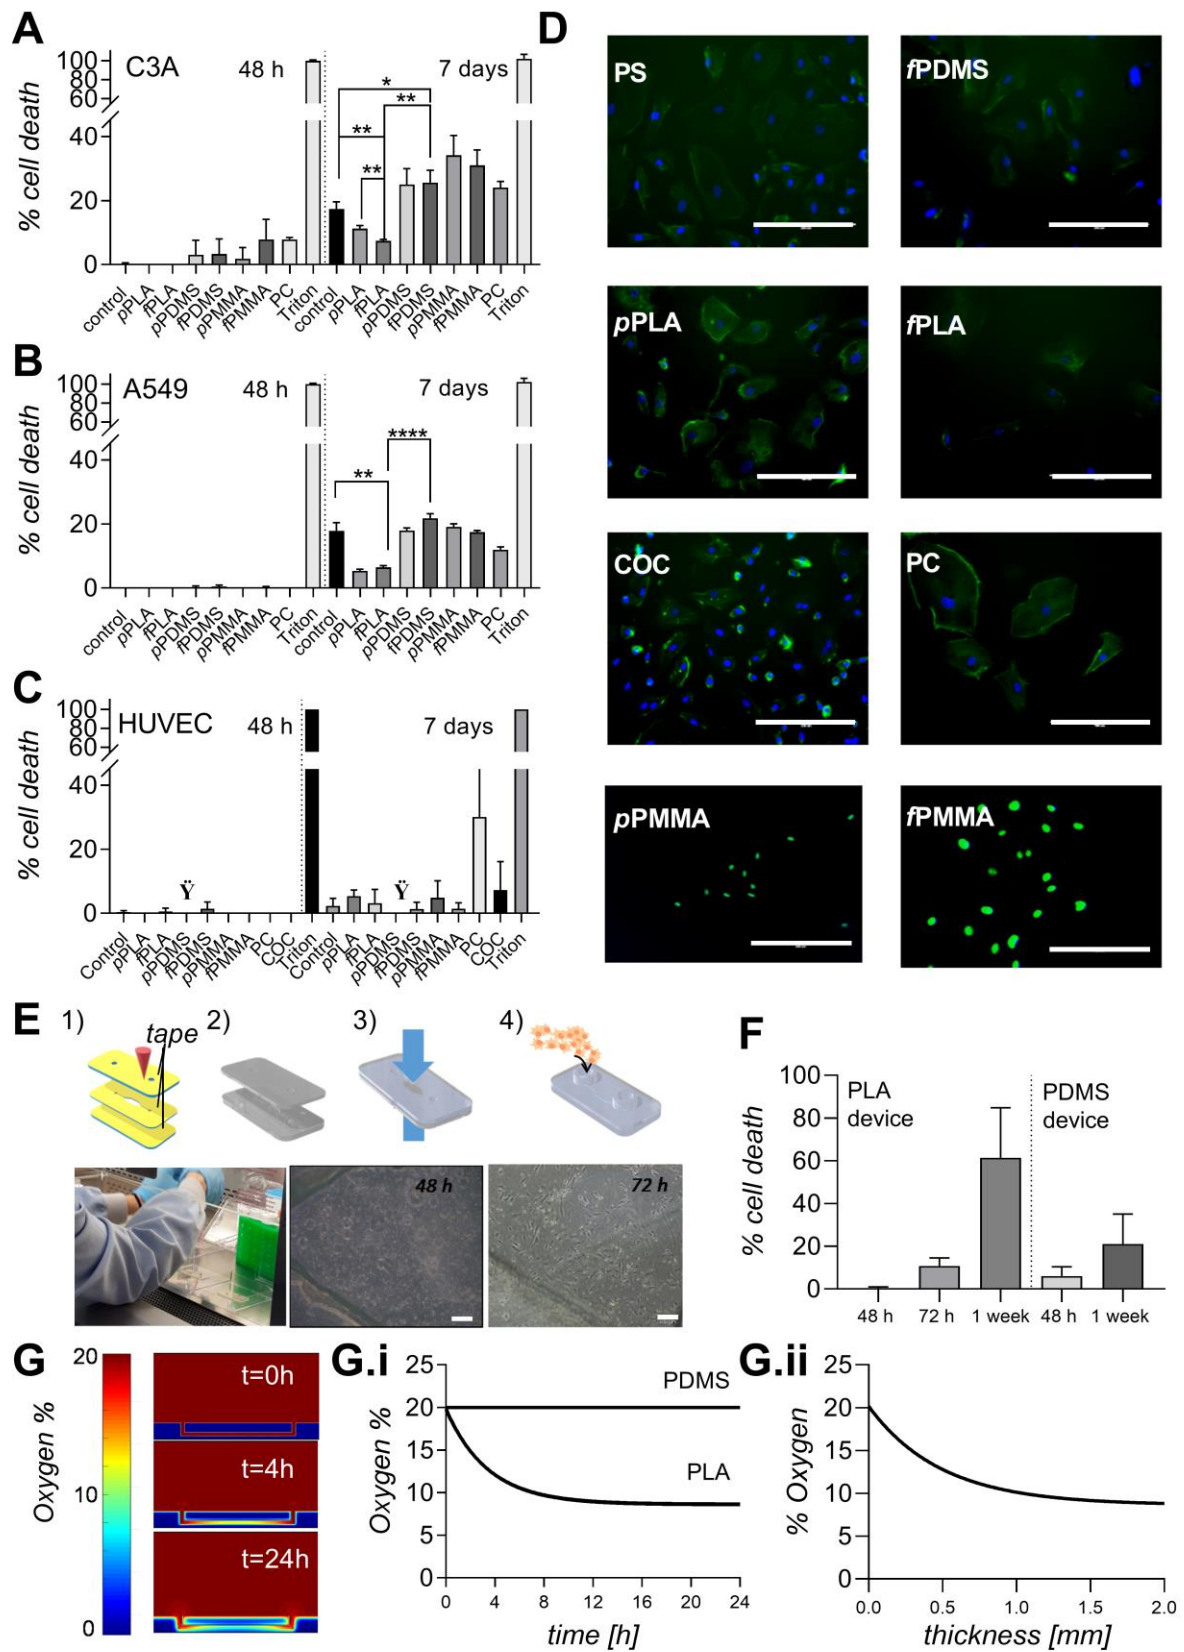 A
C3A
48 h
7 days
% cell death
100
80
60
40
20
0
*
**
**
**
control
pPLA
fPLA
pPDMS
fPDMS
pPMMA
fPMMA
PC
Triton
control
pPLA
fPLA
pPDMS
fPDMS
pPMMA
fPMMA
PC
Triton
B
A549
48 h
7 days
% cell death
100
80
60
40
20
0
****
**
control
pPLA
fPLA
pPDMS
fPDMS
pPMMA
fPMMA
PC
Triton
control
pPLA
fPLA
pPDMS
fPDMS
pPMMA
fPMMA
PC
Triton
C
HUVEC
48 h
7 days
% cell death
100
80
60
40
20
0
Ÿ
Ÿ
Control
pPLA
fPLA
pPDMS
fPDMS
pPMMA
fPMMA
PC
COC
Triton
Control
pPLA
fPLA
pPDMS
fPDMS
pPMMA
fPMMA
PC
COC
Triton
D
PS
fPDMS
pPLA
fPLA
COC
PC
pPMMA
fPMMA
E
1)
tape
2)
3)
4)
48 h
72 h
F
% cell death
100
80
60
40
20
0
PLA
device
PDMS
device
48 h
72 h
1 week
48 h
1 week
G
Oxygen %
20
10
0
t=0h
t=4h
t=24h
G.i
Oxygen %
25
20
15
10
5
0
PDMS
PLA
0
4
8
12
16
20
24
time [h]
G.ii
% Oxygen
25
20
15
10
5
0
0.0
0.5
1.0
1.5
2.0
thickness [mm]